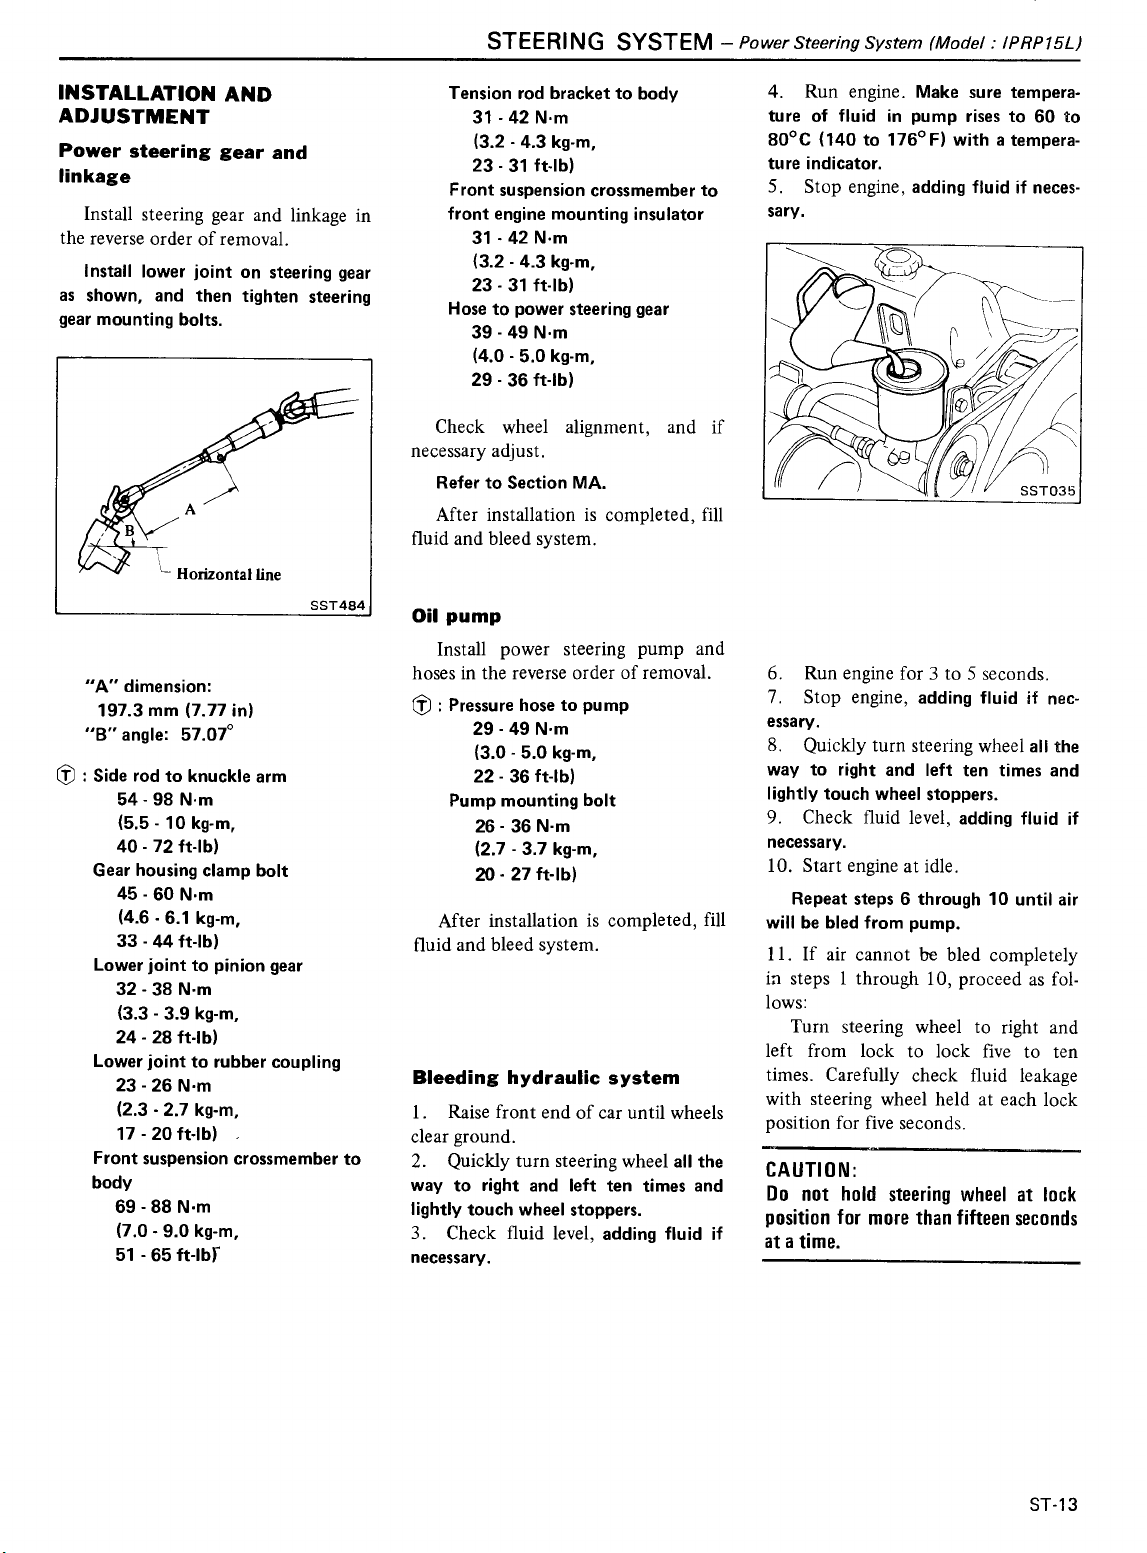 STEERING SYSTEM – Power Steering System (Model : IPRP15L)
INSTALLATION AND
ADJUSTMENT
Power steering gear and
linkage
Install steering gear and linkage in
the reverse order of removal.
Install lower joint on steering gear
as shown, and then tighten steering
gear mounting bolts.
A
B
Horizontal line
SST484
"A" dimension:
197.3 mm (7.77 in)
"B" angle: 57.07°
Ⓣ : Side rod to knuckle arm
54 - 98 N·m
(5.5 - 10 kg-m,
40 - 72 ft-lb)
Gear housing clamp bolt
45 - 60 N·m
(4.6 - 6.1 kg-m,
33 - 44 ft-lb)
Lower joint to pinion gear
32 - 38 N·m
(3.3 - 3.9 kg-m,
24 - 28 ft-lb)
Lower joint to rubber coupling
23 - 26 N·m
(2.3 - 2.7 kg-m,
17 - 20 ft-lb)
Front suspension crossmember to
body
69 - 88 N·m
(7.0 - 9.0 kg-m,
51 - 65 ft-lb)
Tension rod bracket to body
31 - 42 N·m
(3.2 - 4.3 kg-m,
23 - 31 ft-lb)
Front suspension crossmember to
front engine mounting insulator
31 - 42 N·m
(3.2 - 4.3 kg-m,
23 - 31 ft-lb)
Hose to power steering gear
39 - 49 N·m
(4.0 - 5.0 kg-m,
29 - 36 ft-lb)
Check wheel alignment, and if
necessary adjust.
Refer to Section MA.
After installation is completed, fill
fluid and bleed system.
Oil pump
Install power steering pump and
hoses in the reverse order of removal.
Ⓣ : Pressure hose to pump
29 - 49 N·m
(3.0 - 5.0 kg-m,
22 - 36 ft-lb)
Pump mounting bolt
26 - 36 N·m
(2.7 - 3.7 kg-m,
20 - 27 ft-lb)
After installation is completed, fill
fluid and bleed system.
Bleeding hydraulic system
1. Raise front end of car until wheels
clear ground.
2. Quickly turn steering wheel all the
way to right and left ten times and
lightly touch wheel stoppers.
3. Check fluid level, adding fluid if
necessary.
4. Run engine. Make sure tempera-
ture of fluid in pump rises to 60 to
80°C (140 to 176°F) with a tempera-
ture indicator.
5. Stop engine, adding fluid if neces-
sary.
SST035
6. Run engine for 3 to 5 seconds.
7. Stop engine, adding fluid if nec-
essary.
8. Quickly turn steering wheel all the
way to right and left ten times and
lightly touch wheel stoppers.
9. Check fluid level, adding fluid if
necessary.
10. Start engine at idle.
Repeat steps 6 through 10 until air
will be bled from pump.
11. If air cannot be bled completely
in steps 1 through 10, proceed as fol-
lows:
Turn steering wheel to right and
left from lock to lock five to ten
times. Carefully check fluid leakage
with steering wheel held at each lock
position for five seconds.
CAUTION:
Do not hold steering wheel at lock
position for more than fifteen seconds
at a time.
ST-13